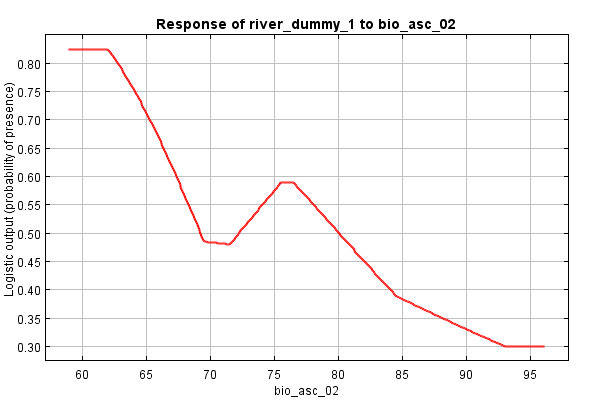 Response of river_dummy_1 to bio_asc_02
Logistic output (probability of presence)
0.80
0.75
0.70
0.65
0.60
0.55
0.50
0.45
0.40
0.35
0.30
60 65 70 75 80 85 90 95
bio_asc_02